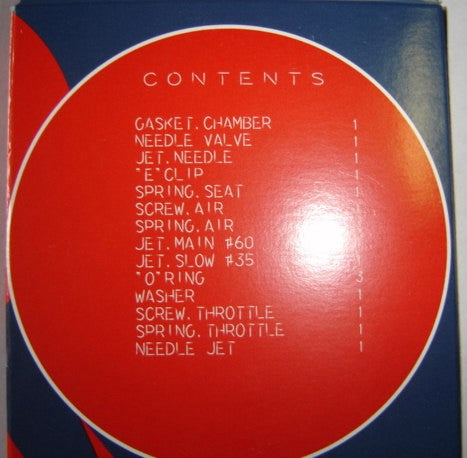 CONTENTS
GASKET. CHAMBER 1
NEEDLE VALVE 1
JET. NEEDLE 1
"E" CLIP 1
SPRING. SEAT 1
SCREW. AIR 1
SPRING. AIR
JET. MAIN #60
JET. SLOW #35
"O" RING 3
WASHER 1
SCREW. THROTTLE 1
SPRING. THROTTLE 1
NEEDLE JET 1